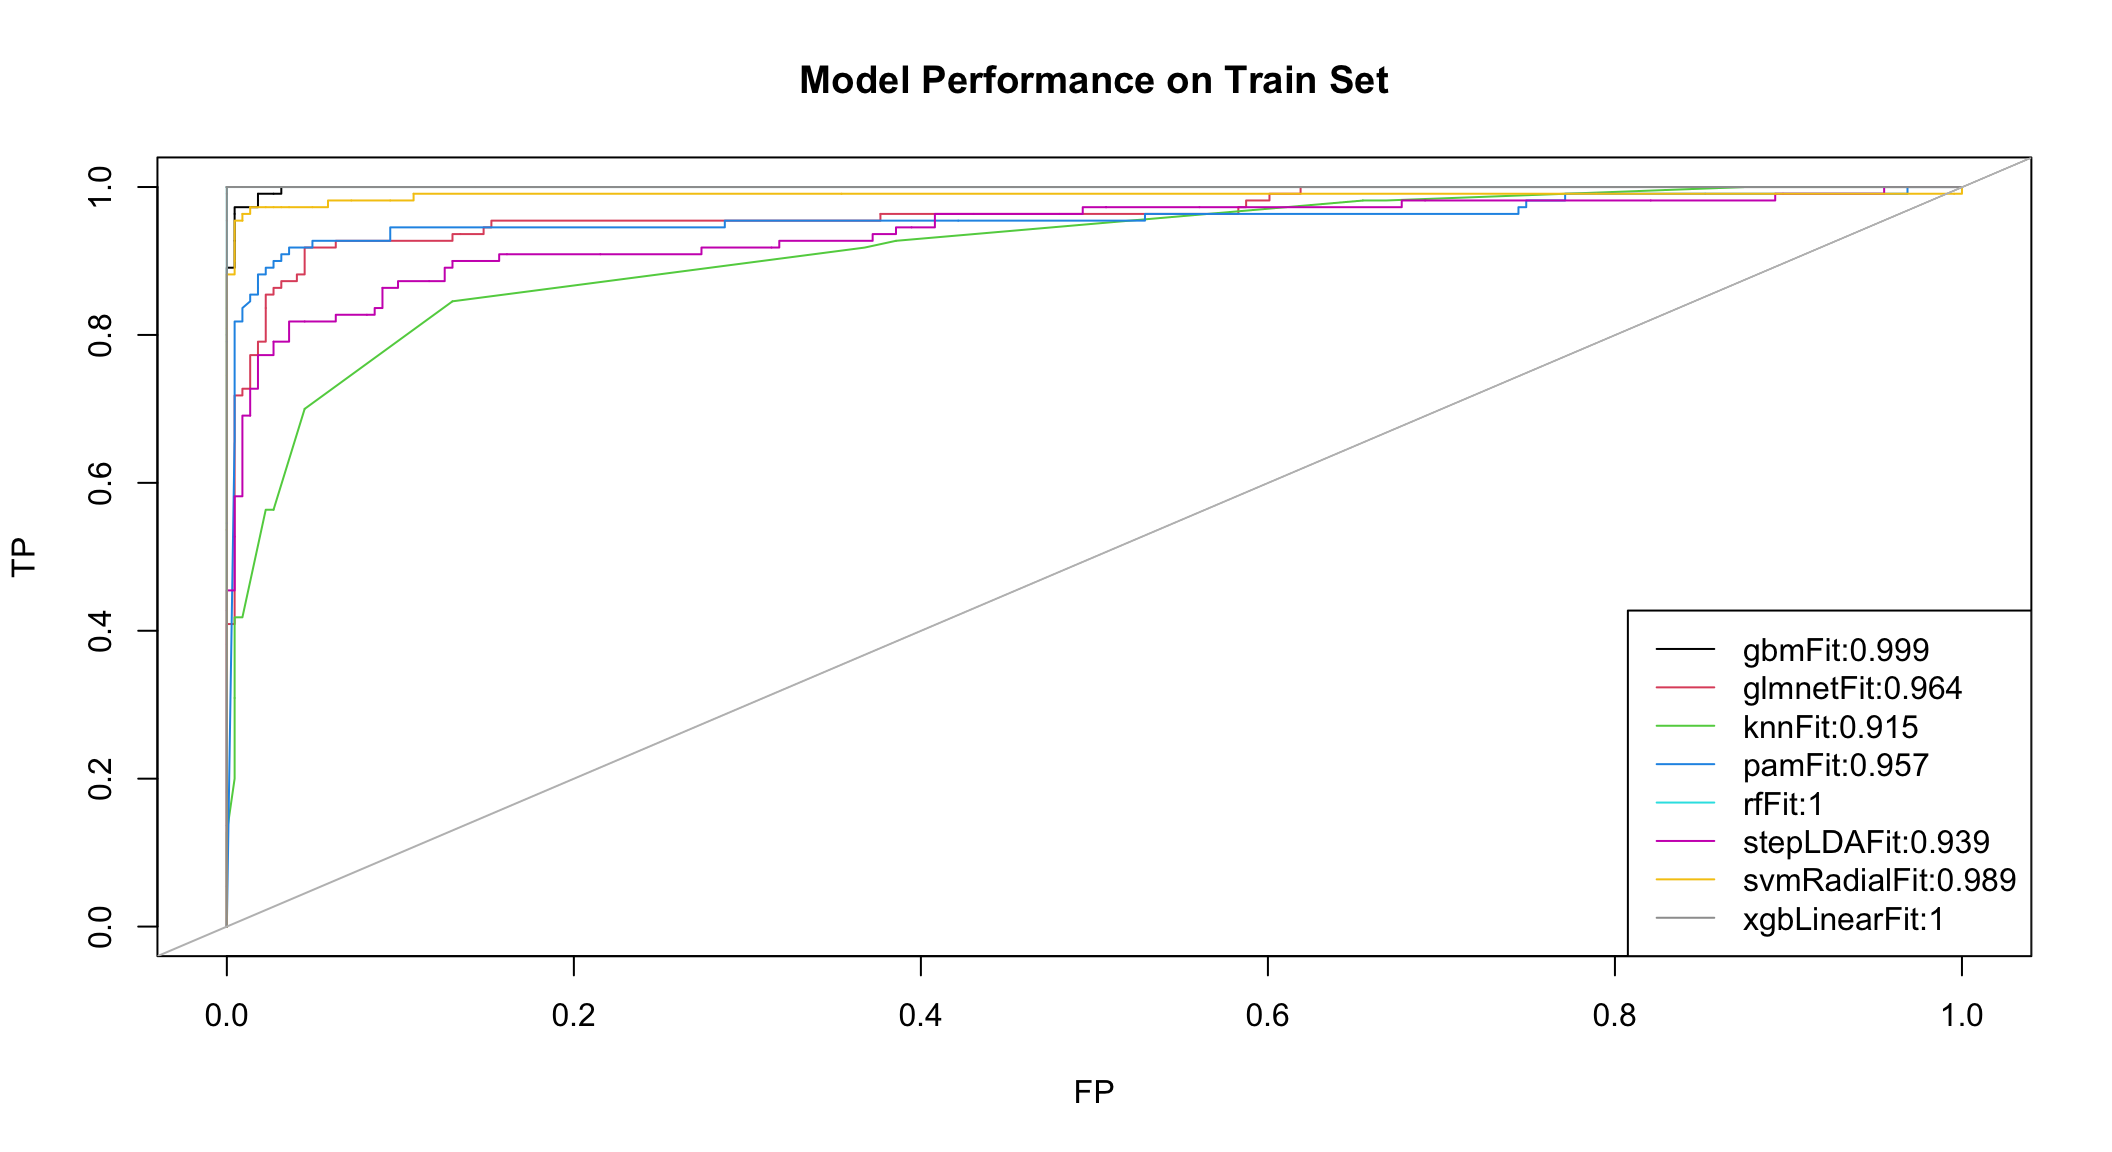 Model Performance on Train Set
TP
1.0
0.8
0.6
0.4
0.2
0.0
gbmFit:0.999
glmnetFit:0.964
knnFit:0.915
pamFit:0.957
rfFit:1
stepLDAFit:0.939
svmRadialFit:0.989
xgbLinearFit:1
0.0 0.2 0.4 0.6 0.8 1.0
FP